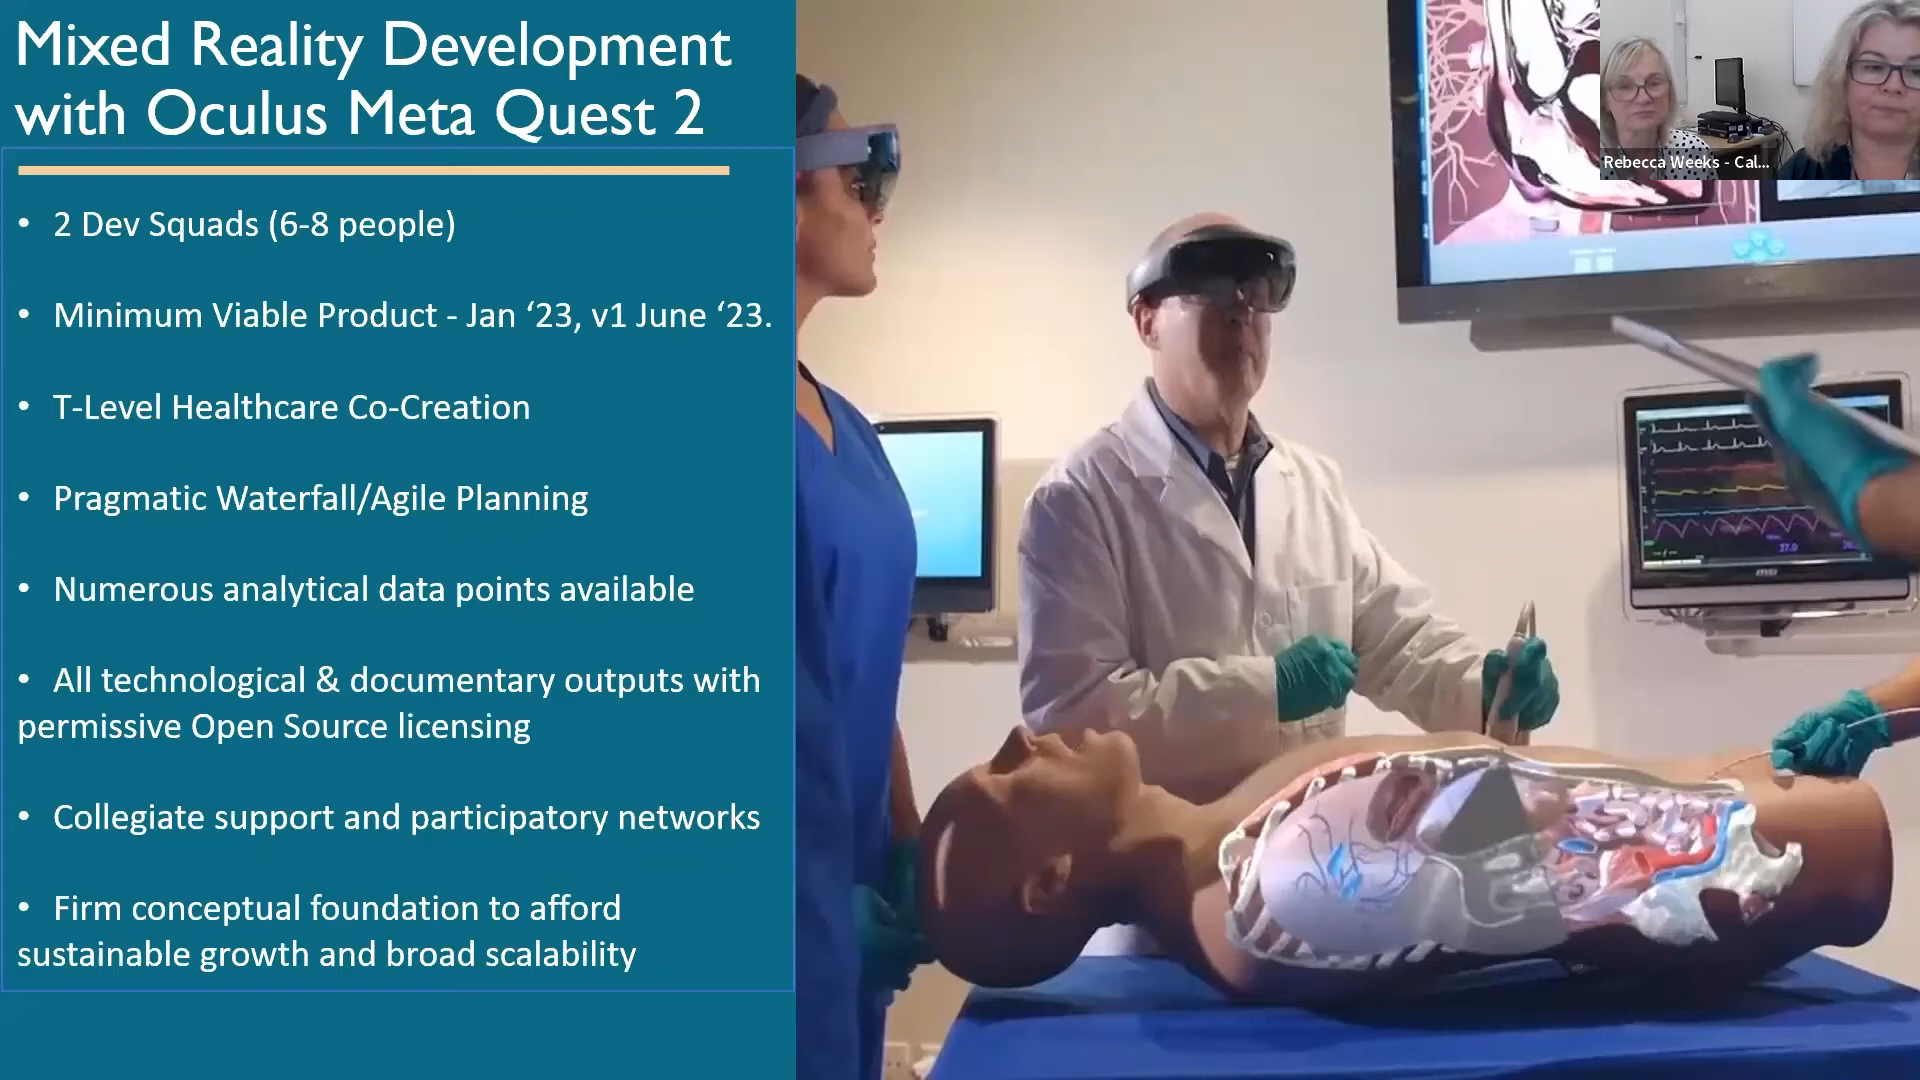 Mixed Reality Development
with Oculus Meta Quest 2
• 2 Dev Squads (6-8 people)
• Minimum Viable Product - Jan ‘23, v1 June ‘23.
• T-Level Healthcare Co-Creation
• Pragmatic Waterfall/Agile Planning
• Numerous analytical data points available
• All technological & documentary outputs with
permissive Open Source licensing
• Collegiate support and participatory networks
• Firm conceptual foundation to afford
sustainable growth and broad scalability
Rebecca Weeks - Cal...
37.0
msi